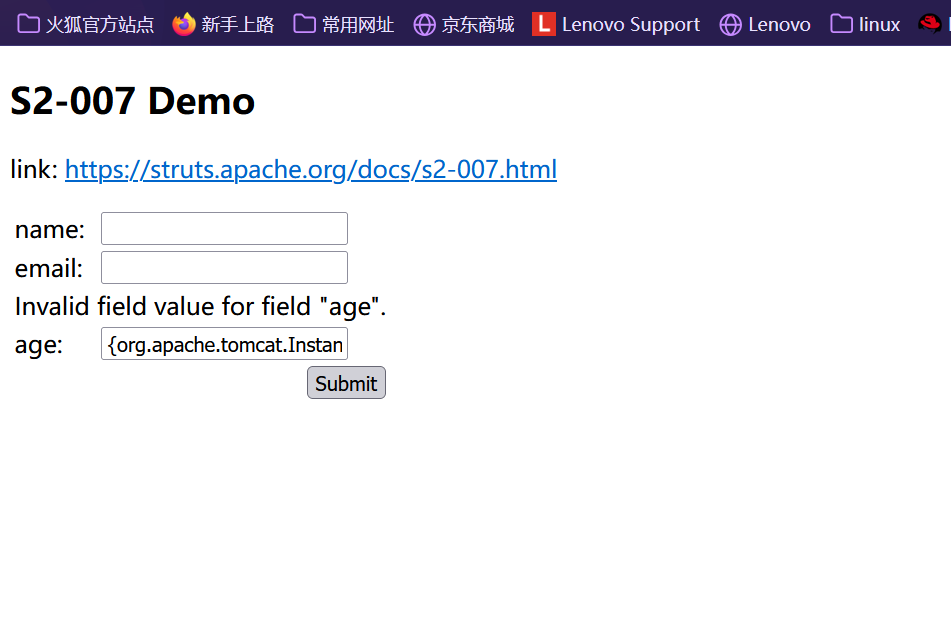 火狐官方站点 新手上路 常用网址 京东商城 L Lenovo Support Lenovo linux
S2-007 Demo
link: https://struts.apache.org/docs/s2-007.html
name:
email:
Invalid field value for field "age".
age: {org.apache.tomcat.Instan
Submit